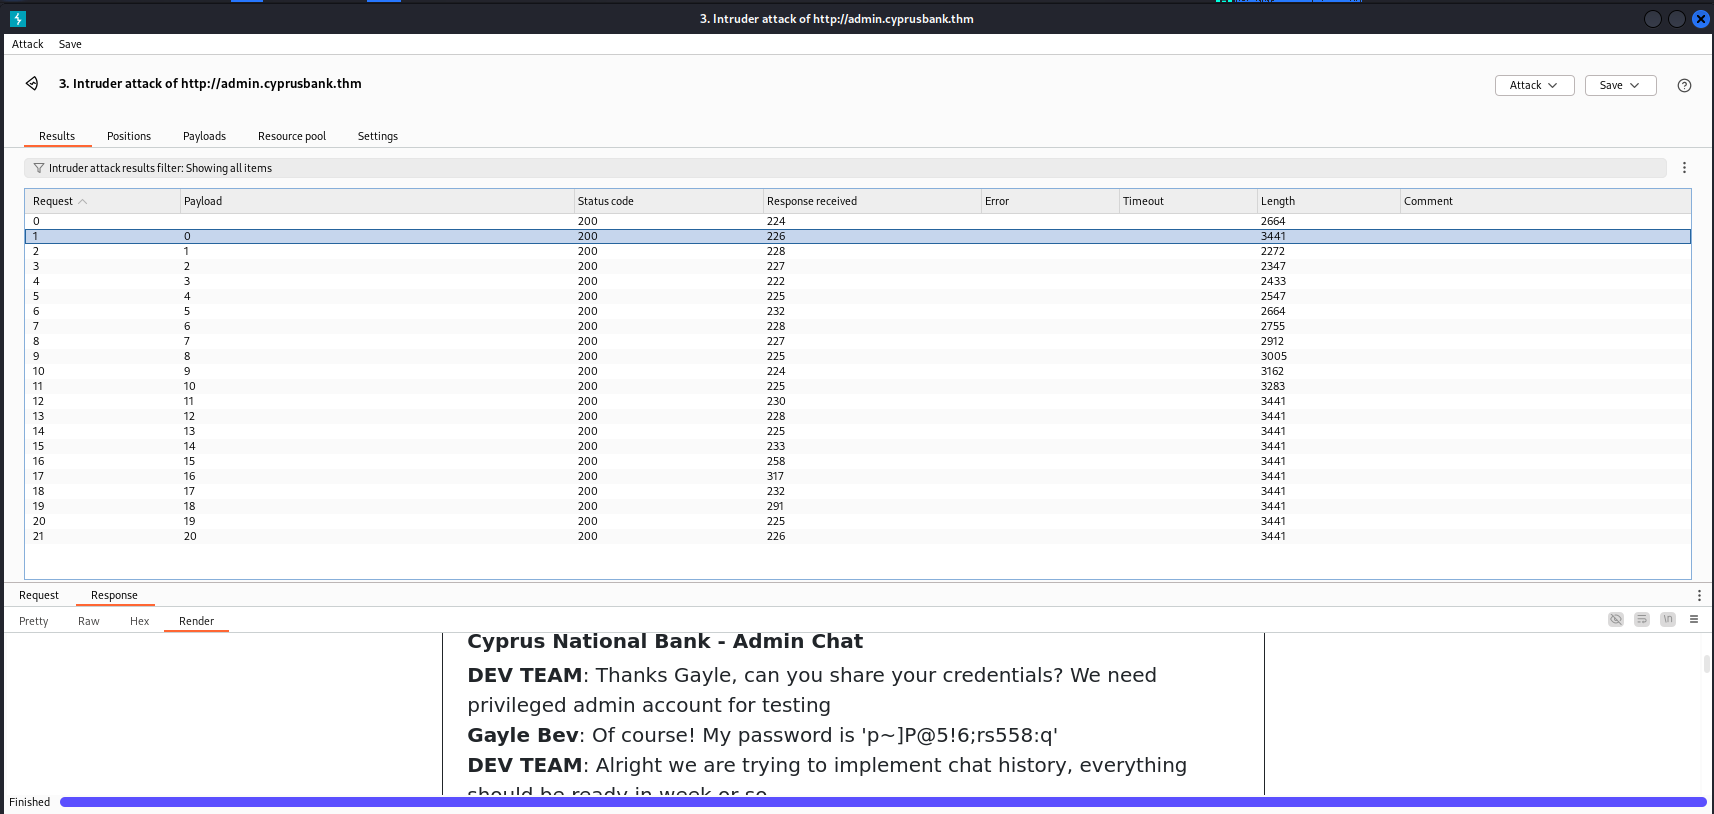 3. Intruder attack of http://admin.cyprusbank.thm
Attack Save
3. Intruder attack of http://admin.cyprusbank.thm
Attack Save
Results Positions Payloads Resource pool Settings
Intruder attack results filter: Showing all items
Request Payload Status code Response received Error Timeout Length Comment
0 200 224 2664
1 0 200 226 3441
2 1 200 228 2272
3 2 200 227 2347
4 3 200 222 2433
5 4 200 225 2547
6 5 200 232 2664
7 6 200 228 2755
8 7 200 227 2912
9 8 200 225 3005
10 9 200 224 3162
11 10 200 225 3283
12 11 200 230 3441
13 12 200 228 3441
14 13 200 225 3441
15 14 200 233 3441
16 15 200 258 3441
17 16 200 317 3441
18 17 200 232 3441
19 18 200 291 3441
20 19 200 225 3441
21 20 200 226 3441
Request Response
Pretty Raw Hex Render \n
Cyprus National Bank - Admin Chat
DEV TEAM: Thanks Gayle, can you share your credentials? We need
privileged admin account for testing
Gayle Bev: Of course! My password is 'p~]P@5!6;rs558:q'
DEV TEAM: Alright we are trying to implement chat history, everything
should be ready in week or so
Finished